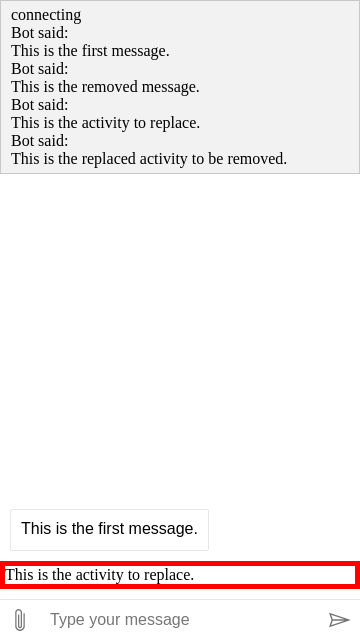 connecting
Bot said:
This is the first message.
Bot said:
This is the removed message.
Bot said:
This is the activity to replace.
Bot said:
This is the replaced activity to be removed.
This is the first message.
This is the activity to replace.
Type your message